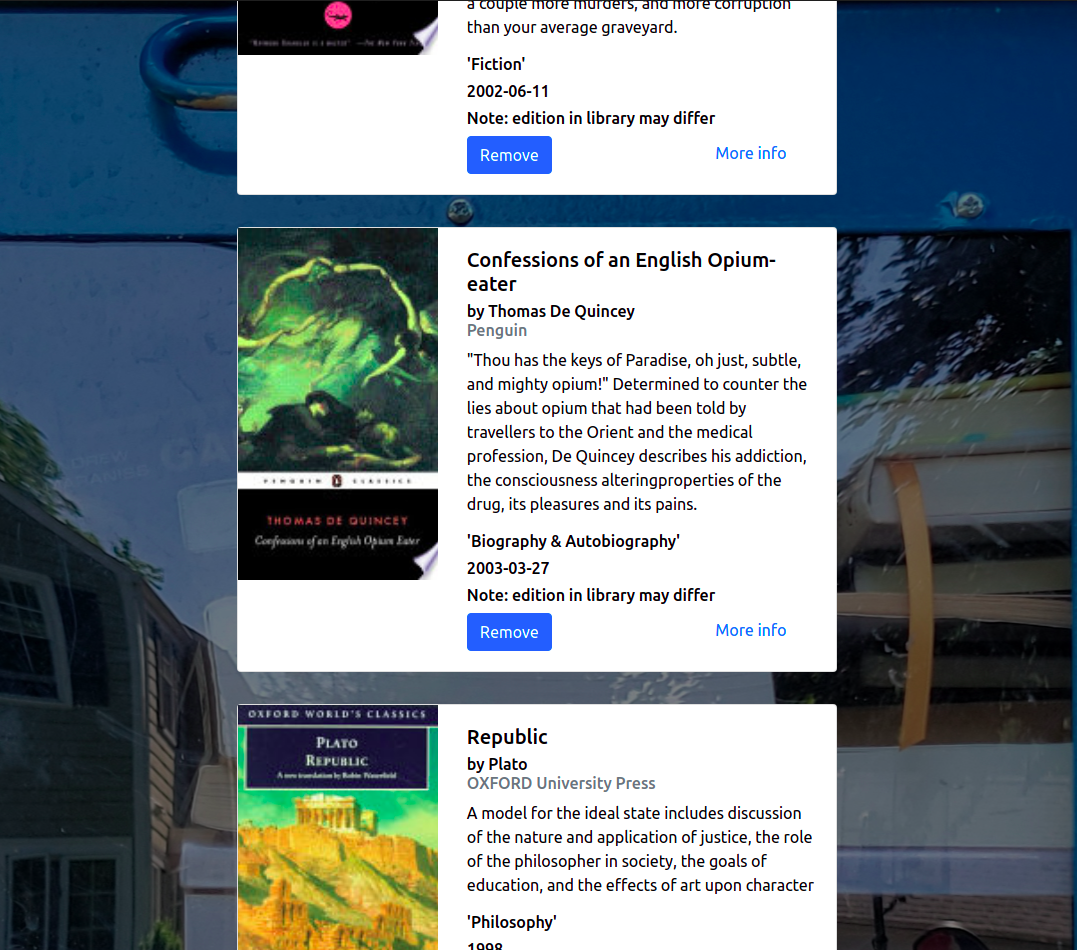 a couple more murders, and more corruption
than your average graveyard.
'Fiction'
2002-06-11
Note: edition in library may differ
Remove
More info
Confessions of an English Opium-
eater
by Thomas De Quincey
Penguin
"Thou has the keys of Paradise, oh just, subtle,
and mighty opium!" Determined to counter the
lies about opium that had been told by
travellers to the Orient and the medical
profession, De Quincey describes his addiction,
the consciousness alteringproperties of the
drug, its pleasures and its pains.
'Biography & Autobiography'
2003-03-27
Note: edition in library may differ
Remove
More info
PENGUIN CLASSICS
THOMAS DE QUINCEY
Confessions of an English Opium Eater
OXFORD WORLD'S CLASSICS
PLATO
REPUBLIC
A new translation by Robin Waterfield
Republic
by Plato
OXFORD University Press
A model for the ideal state includes discussion
of the nature and application of justice, the role
of the philosopher in society, the goals of
education, and the effects of art upon character
'Philosophy'
1998